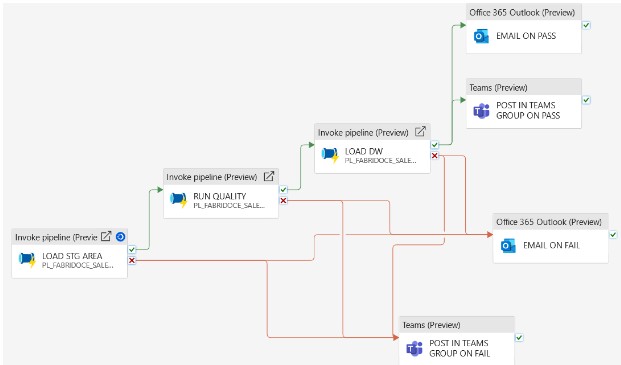 Office 365 Outlook (Preview)
EMAIL ON PASS
Teams (Preview)
POST IN TEAMS
GROUP ON PASS
Invoke pipeline (Preview)
LOAD DW
PL_FABRIDOCE_SALE...
Invoke pipeline (Preview)
RUN QUALITY
PL_FABRIDOCE_SALE...
Office 365 Outlook (Preview)
EMAIL ON FAIL
Invoke pipeline (Previe
LOAD STG AREA
PL_FABRIDOCE_SALE...
Teams (Preview)
POST IN TEAMS
GROUP ON FAIL